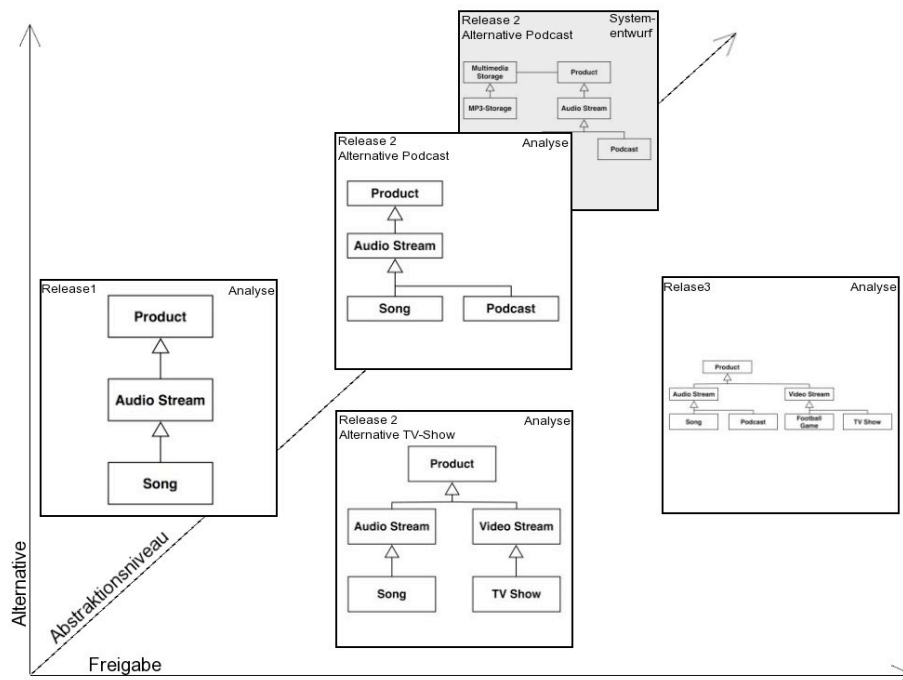 Release 2
Alternative Podcast
System-
entwurf
Multimedia
Storage
Product
MP3-Storage
Audio Stream
Podcast
Release 2
Alternative Podcast
Analyse
Product
Audio Stream
Song
Podcast
Release1
Analyse
Product
Audio Stream
Song
Relase3
Analyse
Product
Audio Stream
Video Stream
Song
Podcast
Football
Game
TV Show
Release 2
Alternative TV-Show
Analyse
Product
Audio Stream
Video Stream
Song
TV Show
Alternative
Abstraktionsniveau
Freigabe